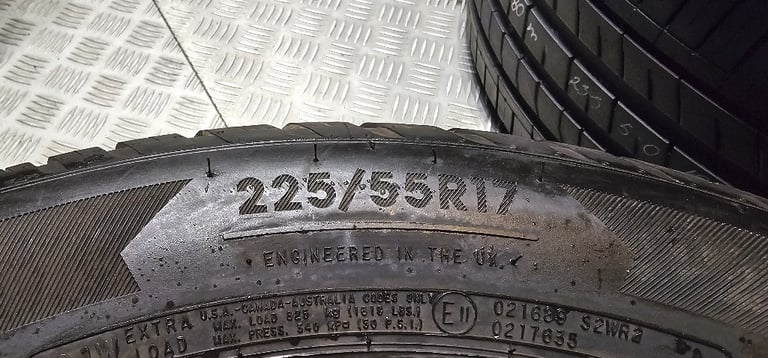 225/55R17
ENGINEERED IN THE UK
EXTRA LOAD
U.S.A.-CANADA-AUSTRALIA CODES ONLY
MAX. LOAD 825 KG (1819 LBS.)
MAX. PRESS. 340 KPa (50 P.S.I.)
E11
S2WR2
0217635